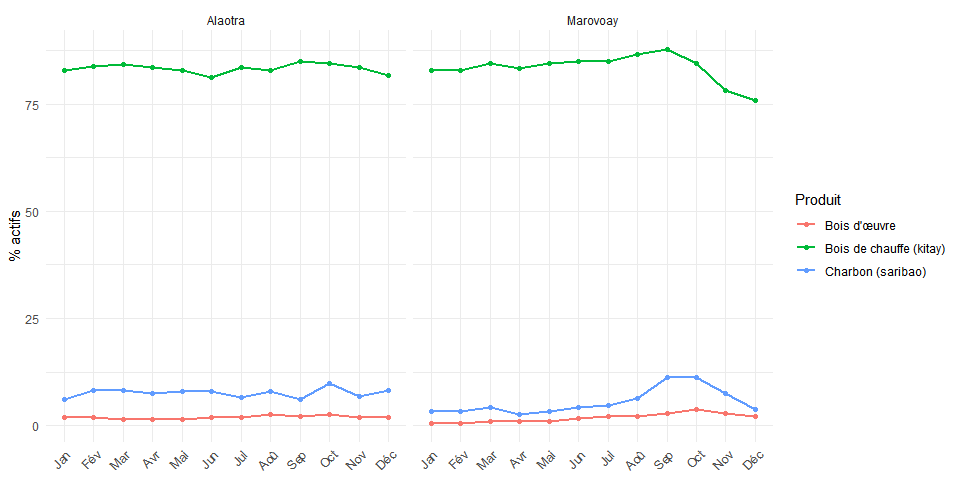 Alaotra
Marovoay
% actifs
75
50
25
0
Jan Fév Mar Avr Mai Jun Jul Aoû Sep Oct Nov Déc
Jan Fév Mar Avr Mai Jun Jul Aoû Sep Oct Nov Déc
Produit
Bois d'œuvre
Bois de chauffe (kitay)
Charbon (saribao)